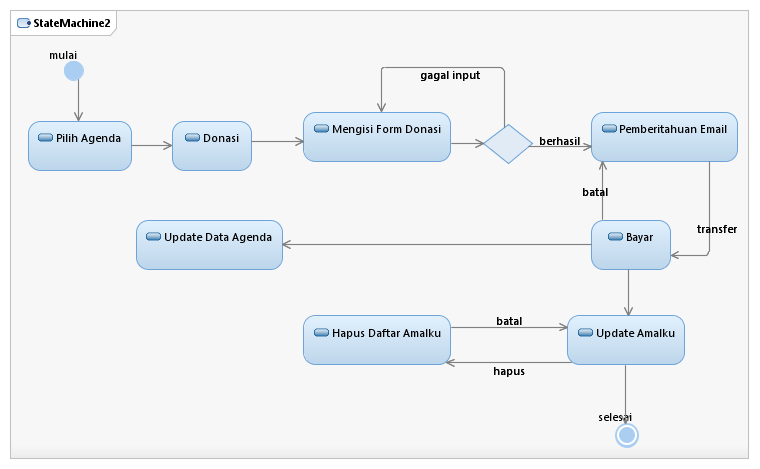 StateMachine2
mulai
gagal input
Pilih Agenda
Donasi
Mengisi Form Donasi
berhasil
Pemberitahuan Email
batal
transfer
Update Data Agenda
Bayar
Hapus Daftar Amalku
batal
Update Amalku
hapus
selesai